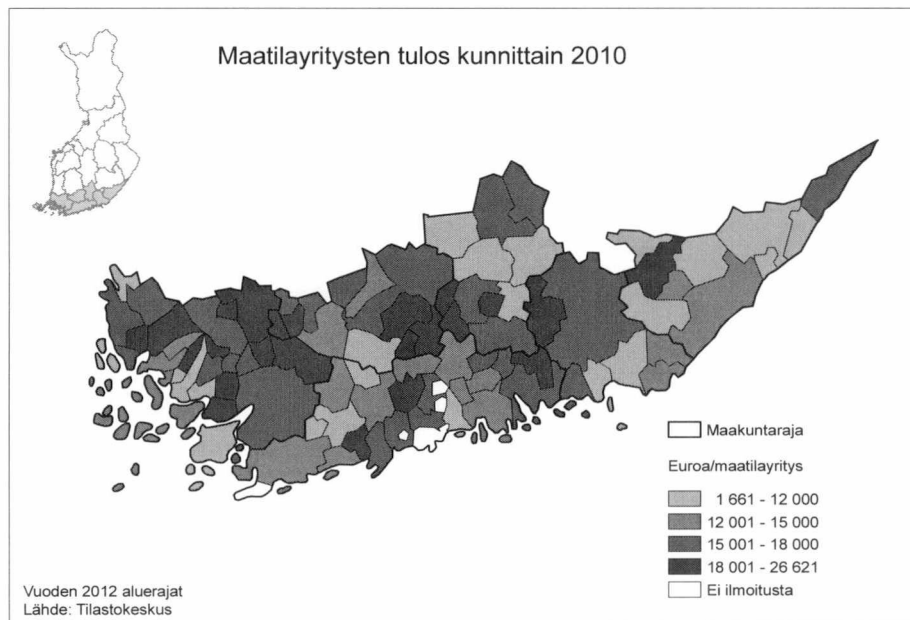 Maatilayritysten tulos kunnittain 2010
Maakuntaraja
Euroa/maatilayritys
1 661 - 12 000
12 001 - 15 000
15 001 - 18 000
18 001 - 26 621
Ei ilmoitusta
Vuoden 2012 aluerajat
Lähde: Tilastokeskus